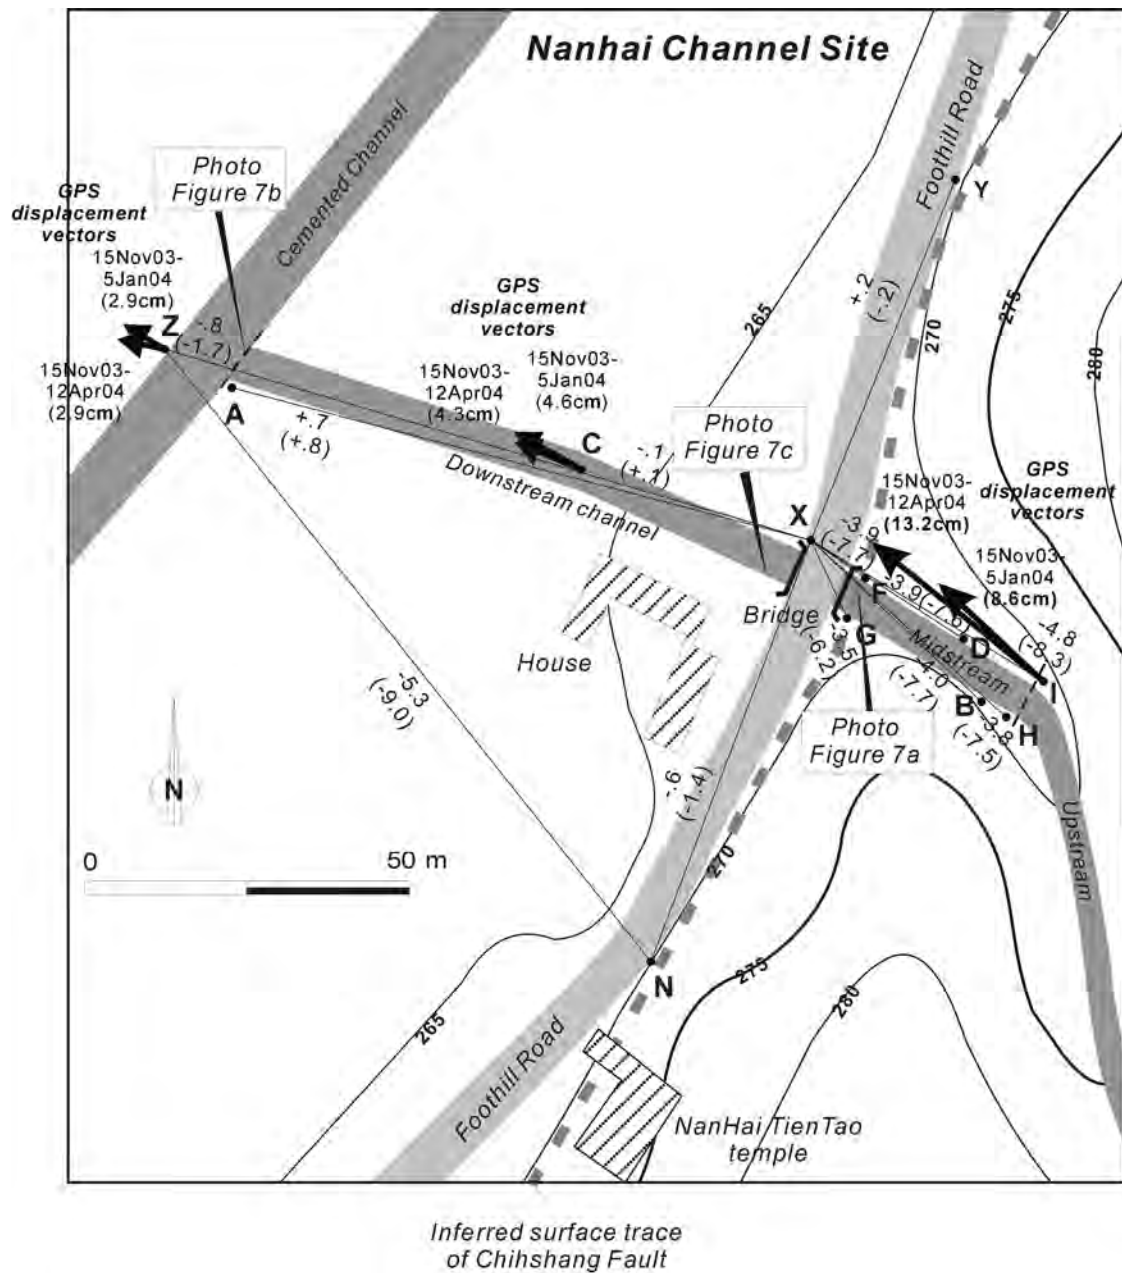 Nanhai Channel Site
Foothill Road
Cemented Channel
Photo
Figure 7b
GPS
displacement
vectors
15Nov03-
5Jan04
(2.9cm)
Z
-.8
(-1.7)
15Nov03-
12Apr04
(2.9cm)
A
+.7
(+.8)
GPS
displacement
vectors
15Nov03-
12Apr04
(4.3cm)
15Nov03-
5Jan04
(4.6cm)
C
-.1
(+.1)
Downstream channel
Photo
Figure 7c
265
Y
+.2
(-.2)
270
275
280
X
15Nov03-
12Apr04
(13.2cm)
GPS
displacement
vectors
15Nov03-
5Jan04
(8.6cm)
-3.9
(-7.7)
F
-3.9(-7.6)
D
-4.8
(-8.3)
I
Bridge
G
-3.5
(-6.2)
Midstream
-4.0
(-7.7)
B
-3.8
(-7.5)
H
House
Photo
Figure 7a
Upstream
-5.3
(-9.0)
-.6
(-1.4)
N
0
50 m
270
N
275
280
265
Foothill Road
NanHai TienTao
temple
Inferred surface trace
of Chihshang Fault